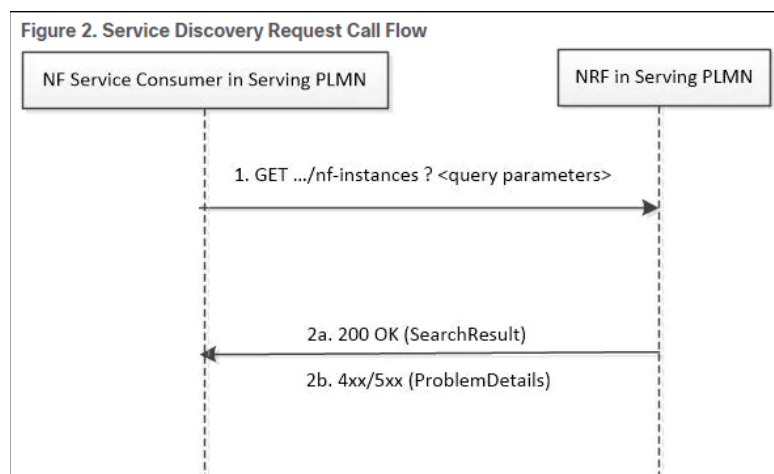 Figure 2. Service Discovery Request Call Flow
NF Service Consumer in Serving PLMN
NRF in Serving PLMN
1. GET .../nf-instances ? <query parameters>
2a. 200 OK (SearchResult)
2b. 4xx/5xx (ProblemDetails)